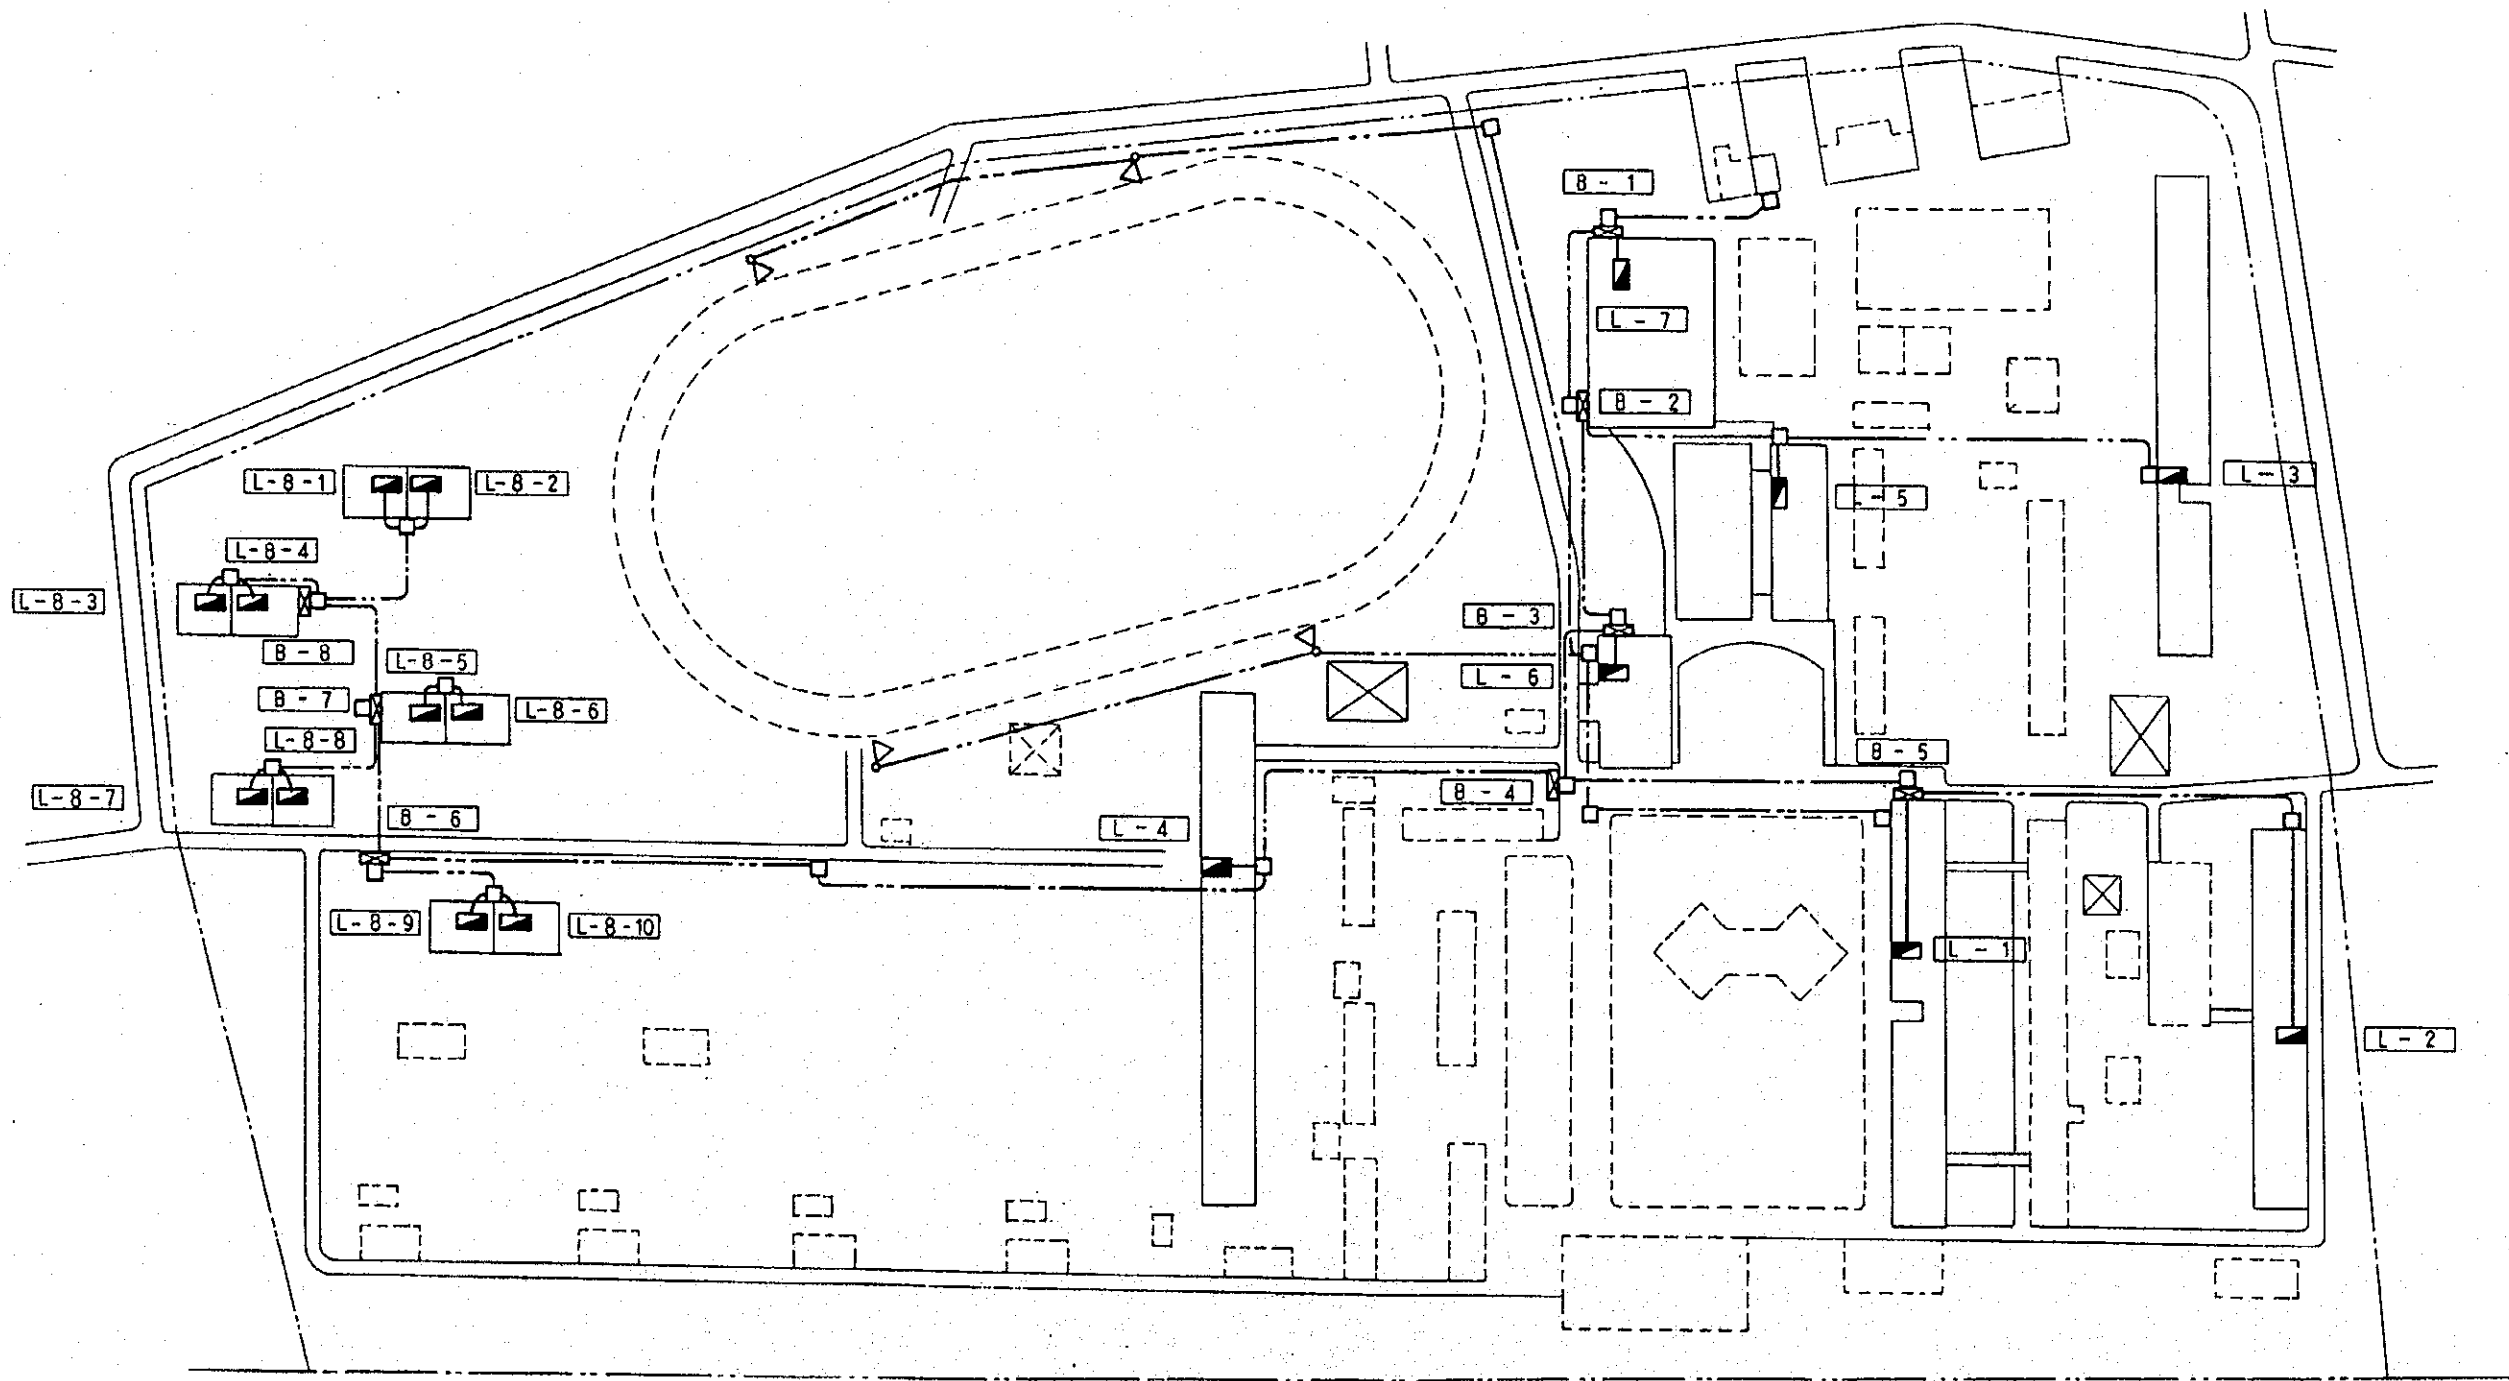 B - 1
L - 7
B - 2
L-8-1
L-8-2
L - 3
L - 5
L-8-4
L-8-3
B - 3
B - 8
L-8-5
L - 6
B - 7
L-8-6
L-8-8
B - 5
L-8-7
B - 4
B - 6
L - 4
L-8-9
L-8-10
L - 1
L - 2